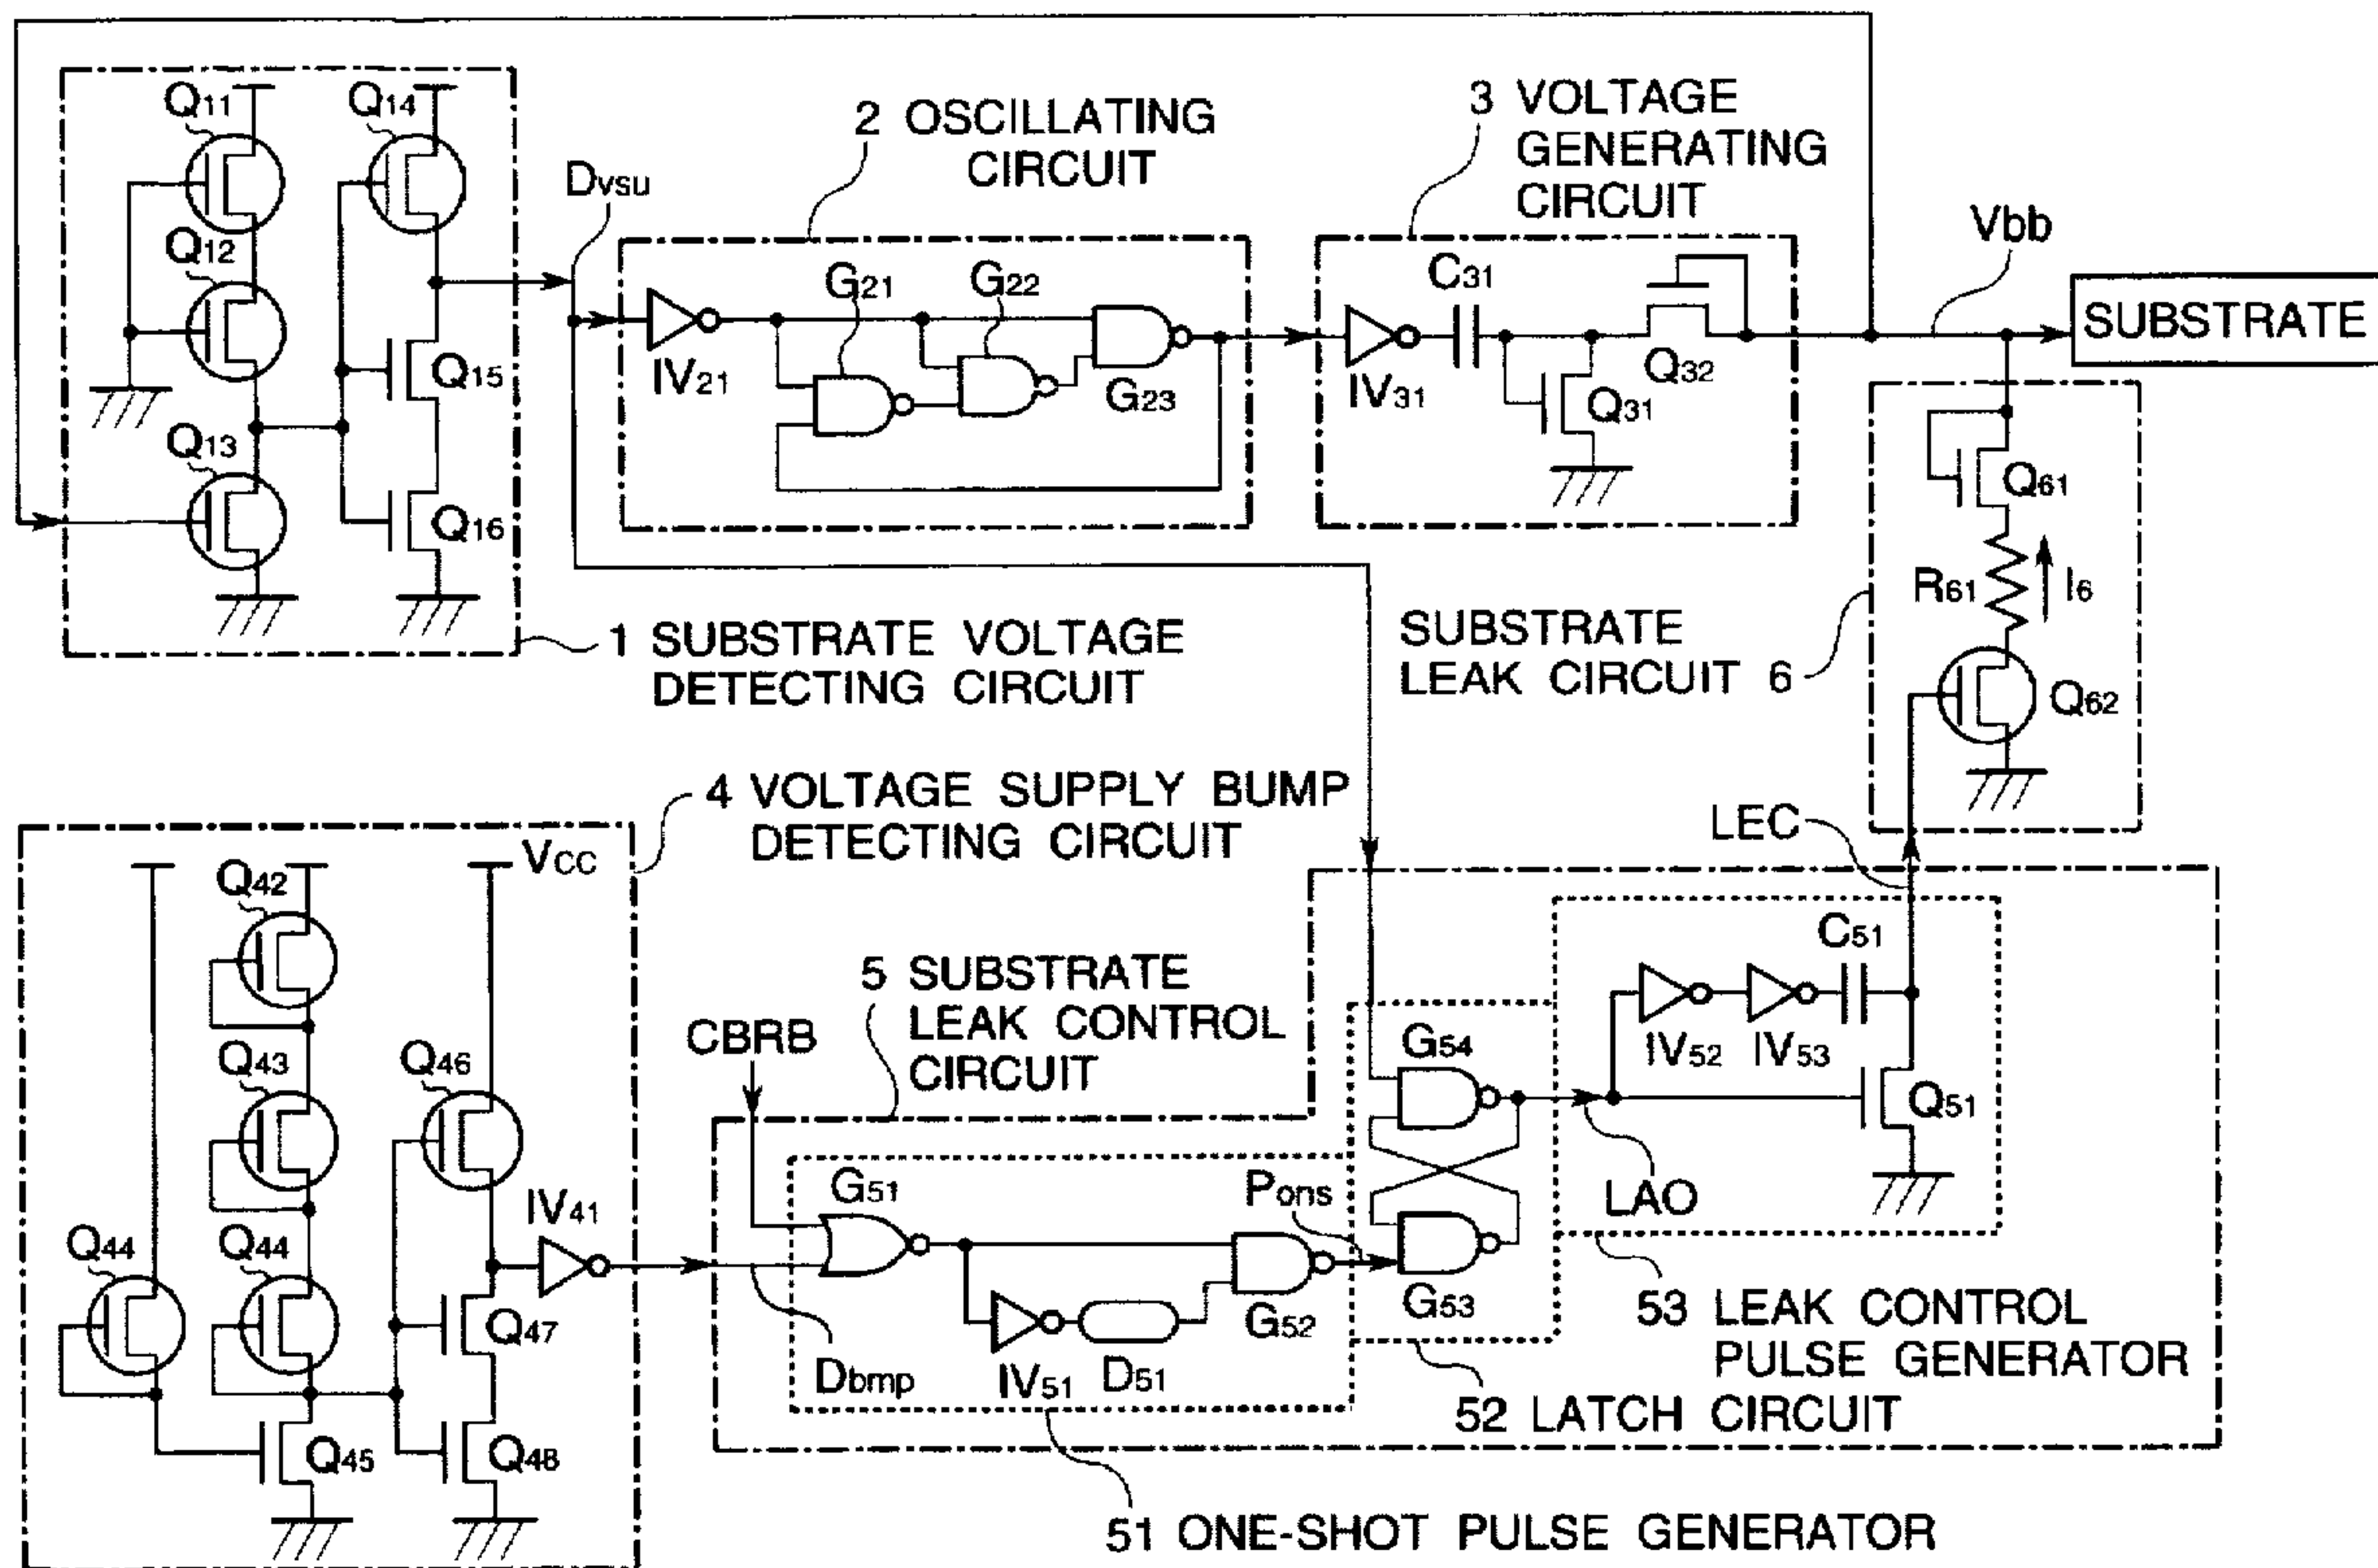 Q11
Q14
Q12
Q13
Q15
Q16
1 SUBSTRATE VOLTAGE
DETECTING CIRCUIT
Dvsu
2 OSCILLATING
CIRCUIT
G21
G22
IV21
G23
3 VOLTAGE
GENERATING
CIRCUIT
C31
IV31
Q31
Q32
Vbb
SUBSTRATE
Q61
R61
I6
Q62
SUBSTRATE
LEAK CIRCUIT 6
LEC
4 VOLTAGE SUPPLY BUMP
DETECTING CIRCUIT
VCC
Q42
Q43
Q46
Q44
Q44
IV41
Q47
Q45
Q48
5 SUBSTRATE
LEAK CONTROL
CIRCUIT
CBRB
G51
Pons
G52
Dbmp
IV51
D51
G54
G53
LAO
C51
IV52
IV53
Q51
53 LEAK CONTROL
PULSE GENERATOR
52 LATCH CIRCUIT
51 ONE-SHOT PULSE GENERATOR